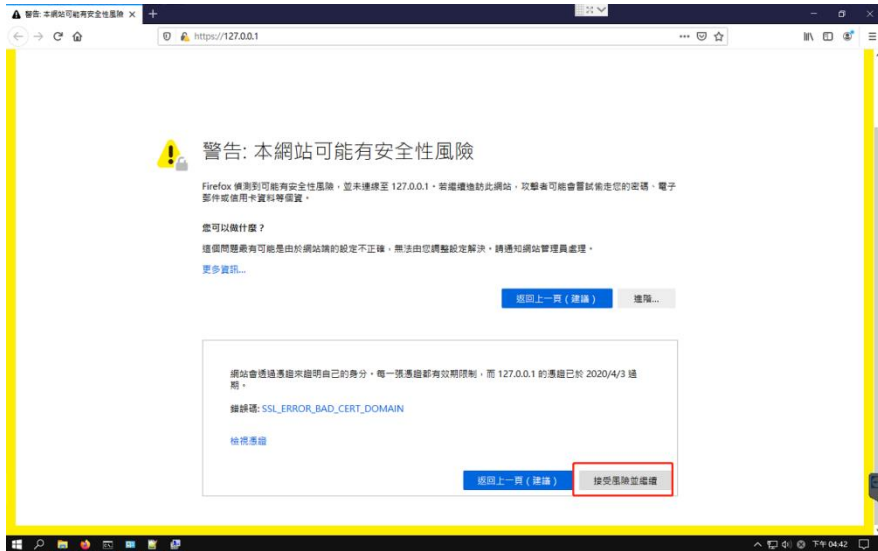 警告: 本網站可能有安全性風險
https://127.0.0.1
警告: 本網站可能有安全性風險
Firefox 偵測到可能有安全性風險，並未連線至 127.0.0.1。若繼續造訪此網站，攻擊者可能會嘗試偷走您的密碼、電子
郵件或信用卡資料等個資。
您可以做什麼？
這個問題最有可能是由於網站端的設定不正確，無法由您調整設定解決。請通知網站管理員處理。
更多資訊...
返回上一頁（建議）
進階...
網站會透過憑證來證明自己的身分。每一張憑證都有效期限制，而 127.0.0.1 的憑證已於 2020/4/3 過
期。
錯誤碼: SSL_ERROR_BAD_CERT_DOMAIN
檢視憑證
返回上一頁（建議）
接受風險並繼續
下午 04:42